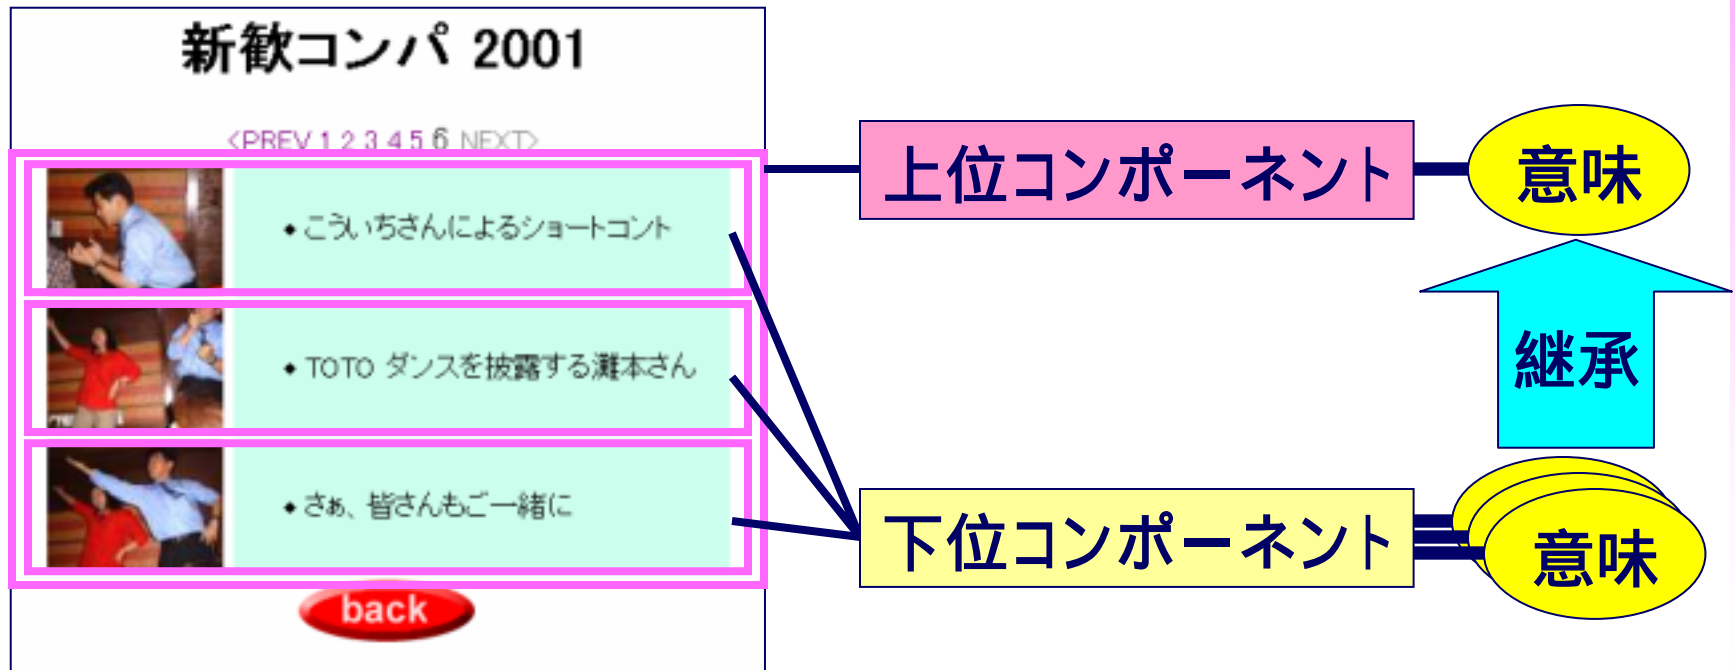 新歓コンパ 2001
<PREV 1 2 3 4 5 6 NEXT>
◆ こういちさんによるショートコント
◆ TOTO ダンスを披露する灘本さん
◆ さぁ、皆さんもご一緒に
back
上位コンポーネント
意味
継承
下位コンポーネント
意味